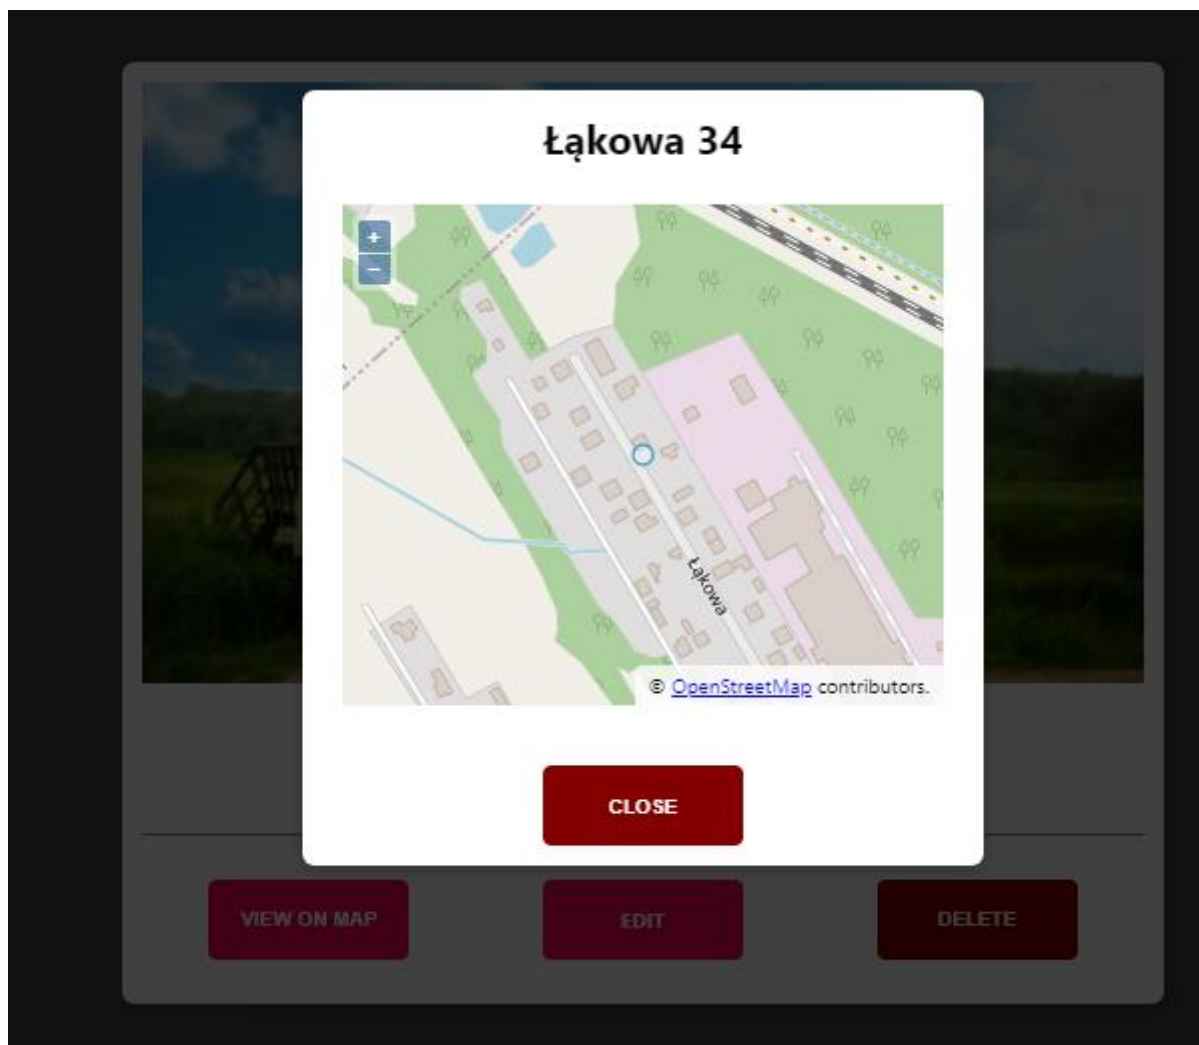 Łąkowa 34
+
−
Łąkowa
© OpenStreetMap contributors.
CLOSE
VIEW ON MAP
EDIT
DELETE